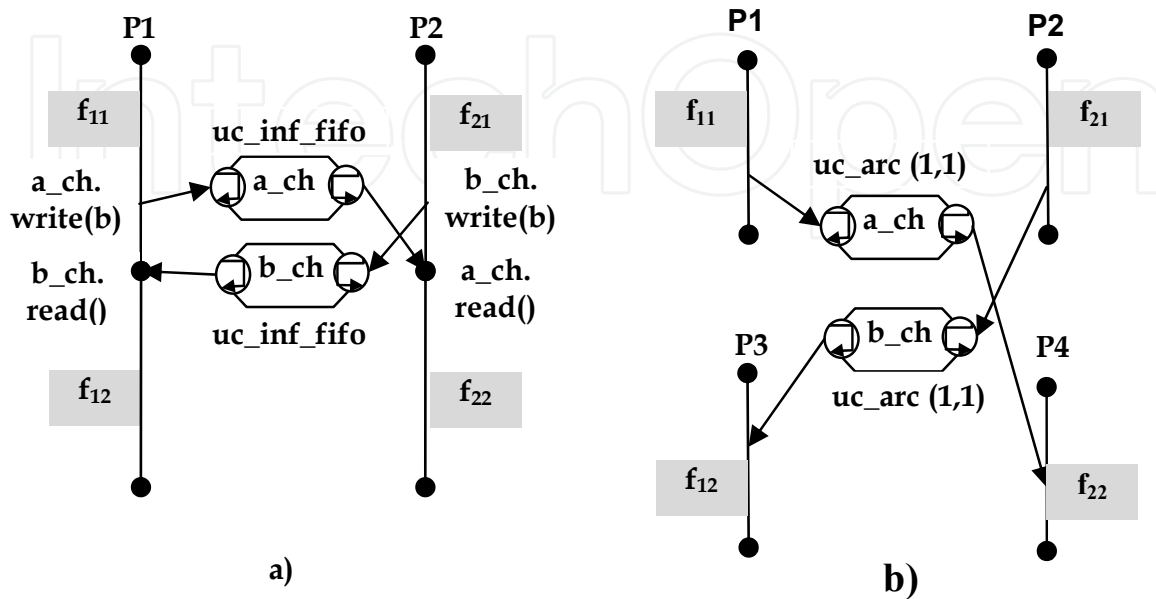 IntechOpen
P1
P2
f11
f21
uc_inf_fifo
a_ch
a_ch.
write(b)
b_ch.
write(b)
b_ch
b_ch.
read()
a_ch.
read()
uc_inf_fifo
f12
f22
a)
P1
P2
f11
f21
uc_arc (1,1)
a_ch
b_ch
P3
P4
uc_arc (1,1)
f12
f22
b)